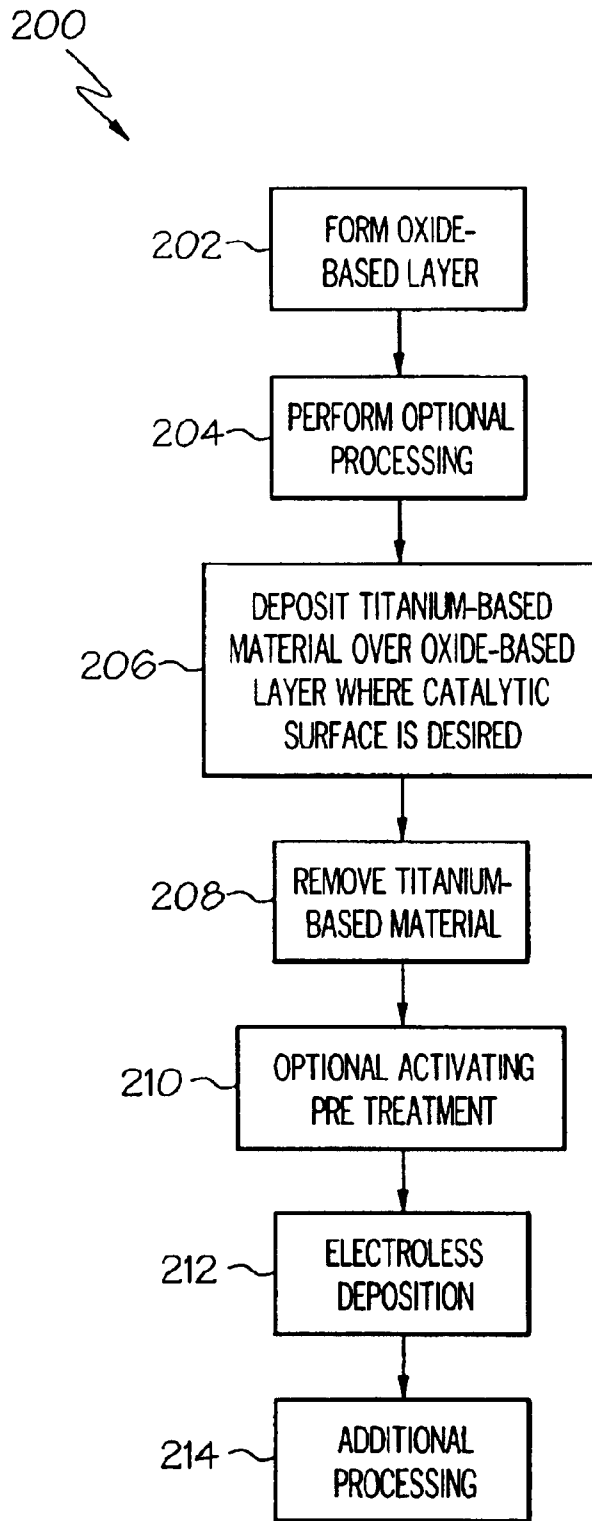 200
202
FORM OXIDE-
BASED LAYER
204
PERFORM OPTIONAL
PROCESSING
206
DEPOSIT TITANIUM-BASED
MATERIAL OVER OXIDE-BASED
LAYER WHERE CATALYTIC
SURFACE IS DESIRED
208
REMOVE TITANIUM-
BASED MATERIAL
210
OPTIONAL ACTIVATING
PRE TREATMENT
212
ELECTROLESS
DEPOSITION
214
ADDITIONAL
PROCESSING